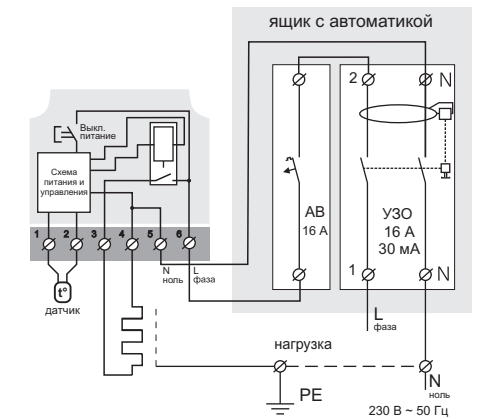 ящик с автоматикой
2
N
Выкл.
питание
Схема
питания и
управления
АВ
16 А
УЗО
16 А
30 мА
1
2
3
4
5
6
N
ноль
L
фаза
1
N
t°
датчик
L
фаза
нагрузка
PE
N
ноль
230 В ~ 50 Гц